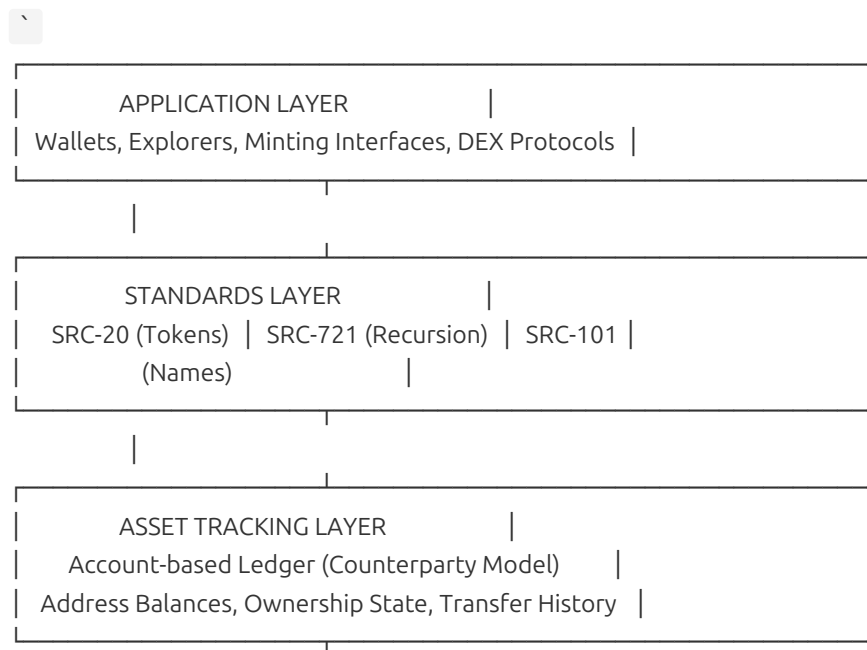 `
APPLICATION LAYER
Wallets, Explorers, Minting Interfaces, DEX Protocols
STANDARDS LAYER
SRC-20 (Tokens) │ SRC-721 (Recursion) │ SRC-101
(Names)
ASSET TRACKING LAYER
Account-based Ledger (Counterparty Model)
Address Balances, Ownership State, Transfer History